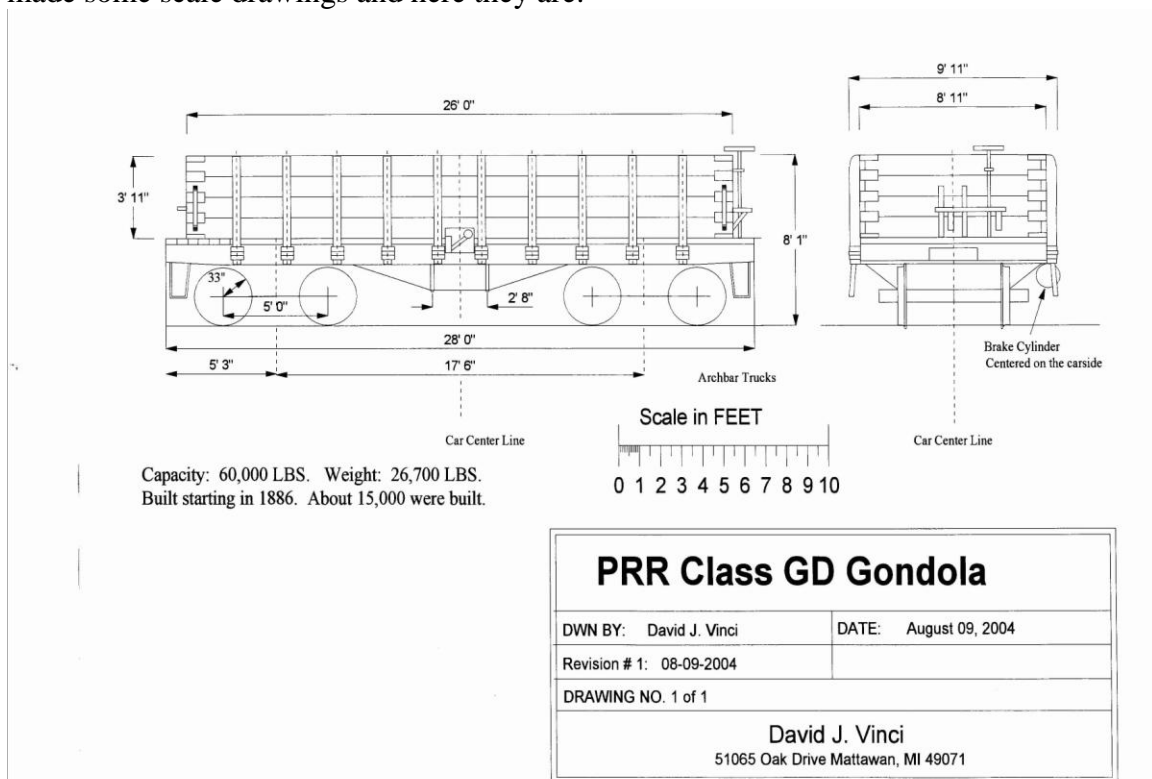 made some scale drawings and here they are:
9' 11"
8' 11"
26' 0"
3' 11"
8' 1"
33"
5' 0"
2' 8"
28' 0"
5' 3"
17' 6"
Archbar Trucks
Brake Cylinder
Centered on the carside
Car Center Line
Car Center Line
Scale in FEET
0 1 2 3 4 5 6 7 8 9 10
Capacity: 60,000 LBS. Weight: 26,700 LBS.
Built starting in 1886. About 15,000 were built.
PRR Class GD Gondola
DWN BY: David J. Vinci
DATE: August 09, 2004
Revision # 1: 08-09-2004
DRAWING NO. 1 of 1
David J. Vinci
51065 Oak Drive Mattawan, MI 49071